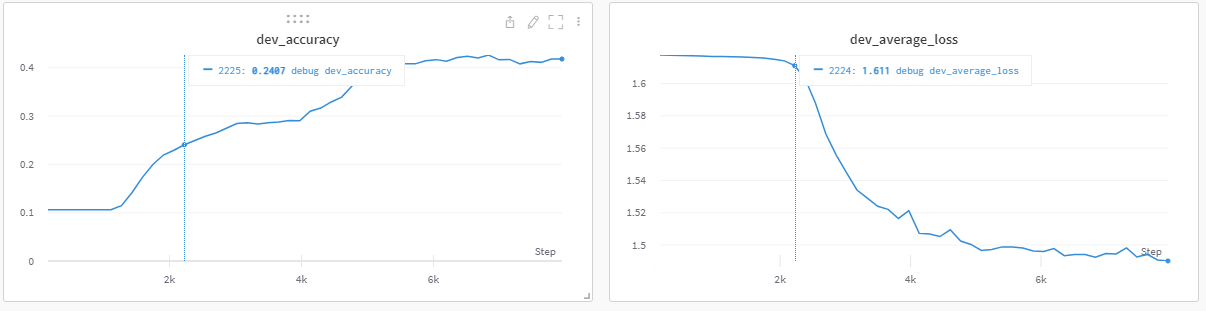 dev_accuracy
2225: 0.2407 debug dev_accuracy
0.4
0.3
0.2
0.1
0
Step
2k
4k
6k
dev_average_loss
2224: 1.611 debug dev_average_loss
1.6
1.58
1.56
1.54
1.52
1.5
Step
2k
4k
6k